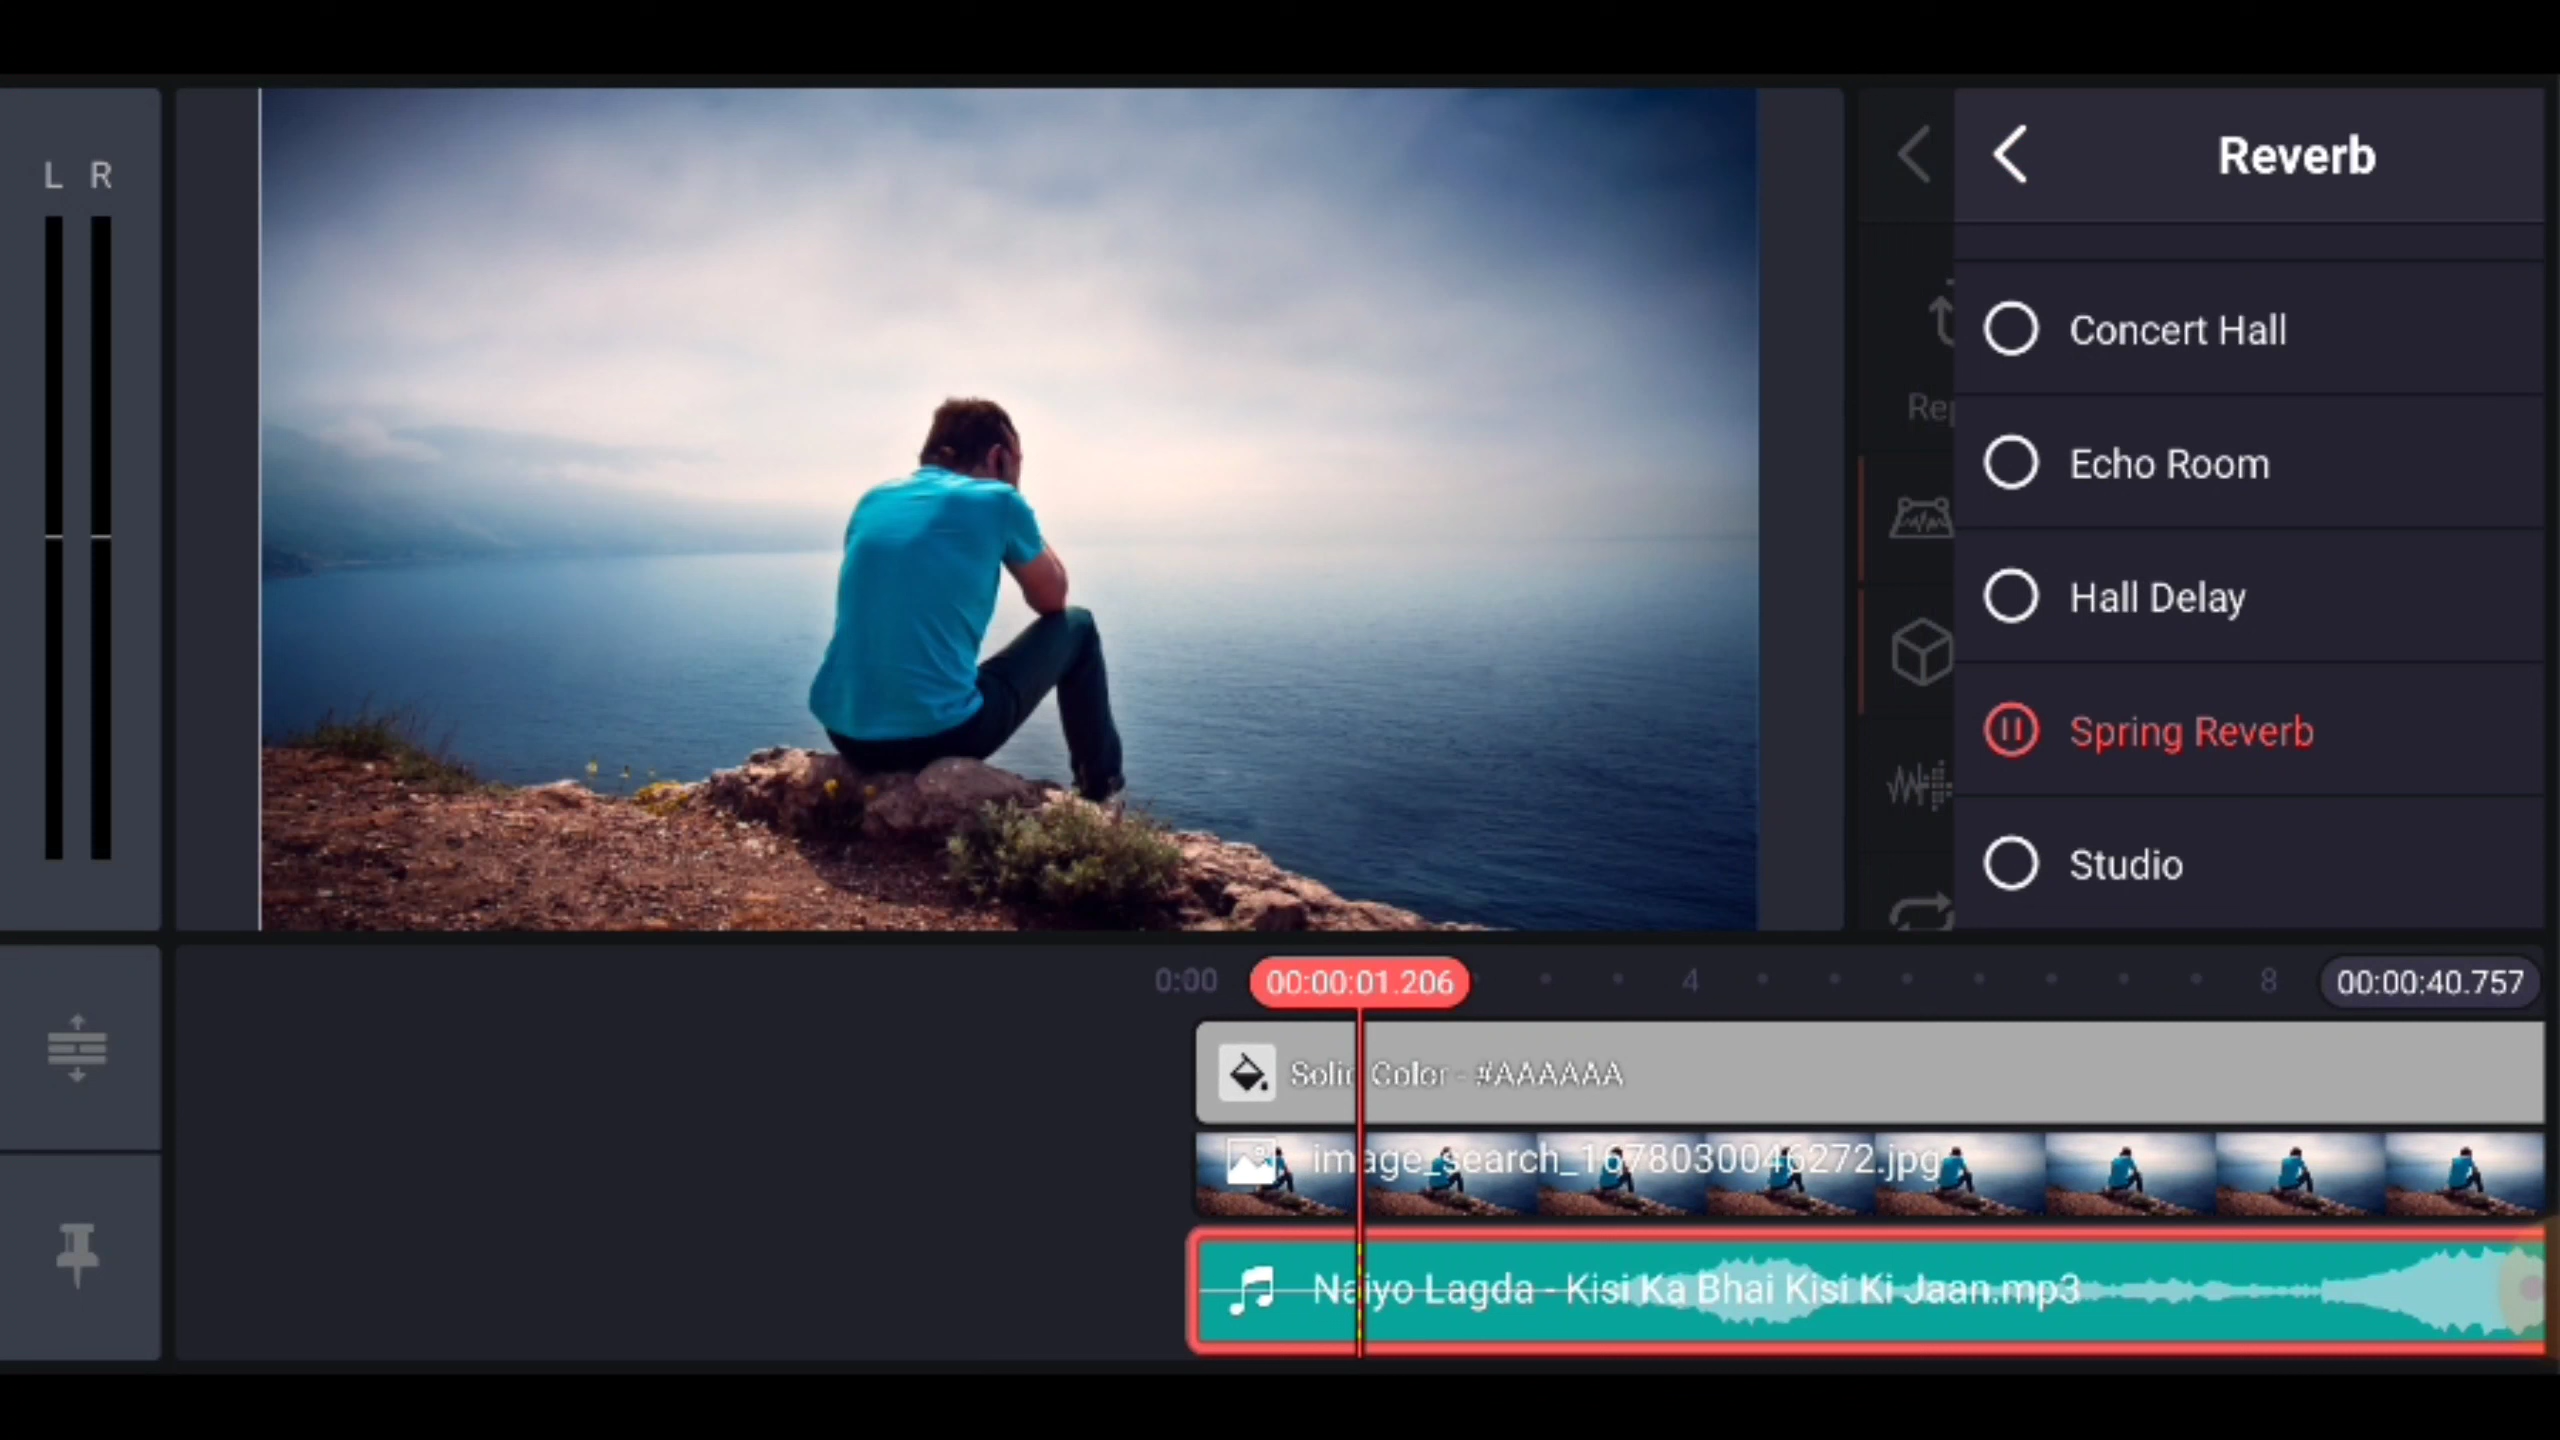 L R
Reverb
Rep
Concert Hall
Echo Room
Hall Delay
Spring Reverb
Studio
0:00 00:00:01.206 4 8 00:00:40.757
Solid Color - #AAAAAA
image_search_1678030046272.jpg
Naiyo Lagda - Kisi Ka Bhai Kisi Ki Jaan.mp3